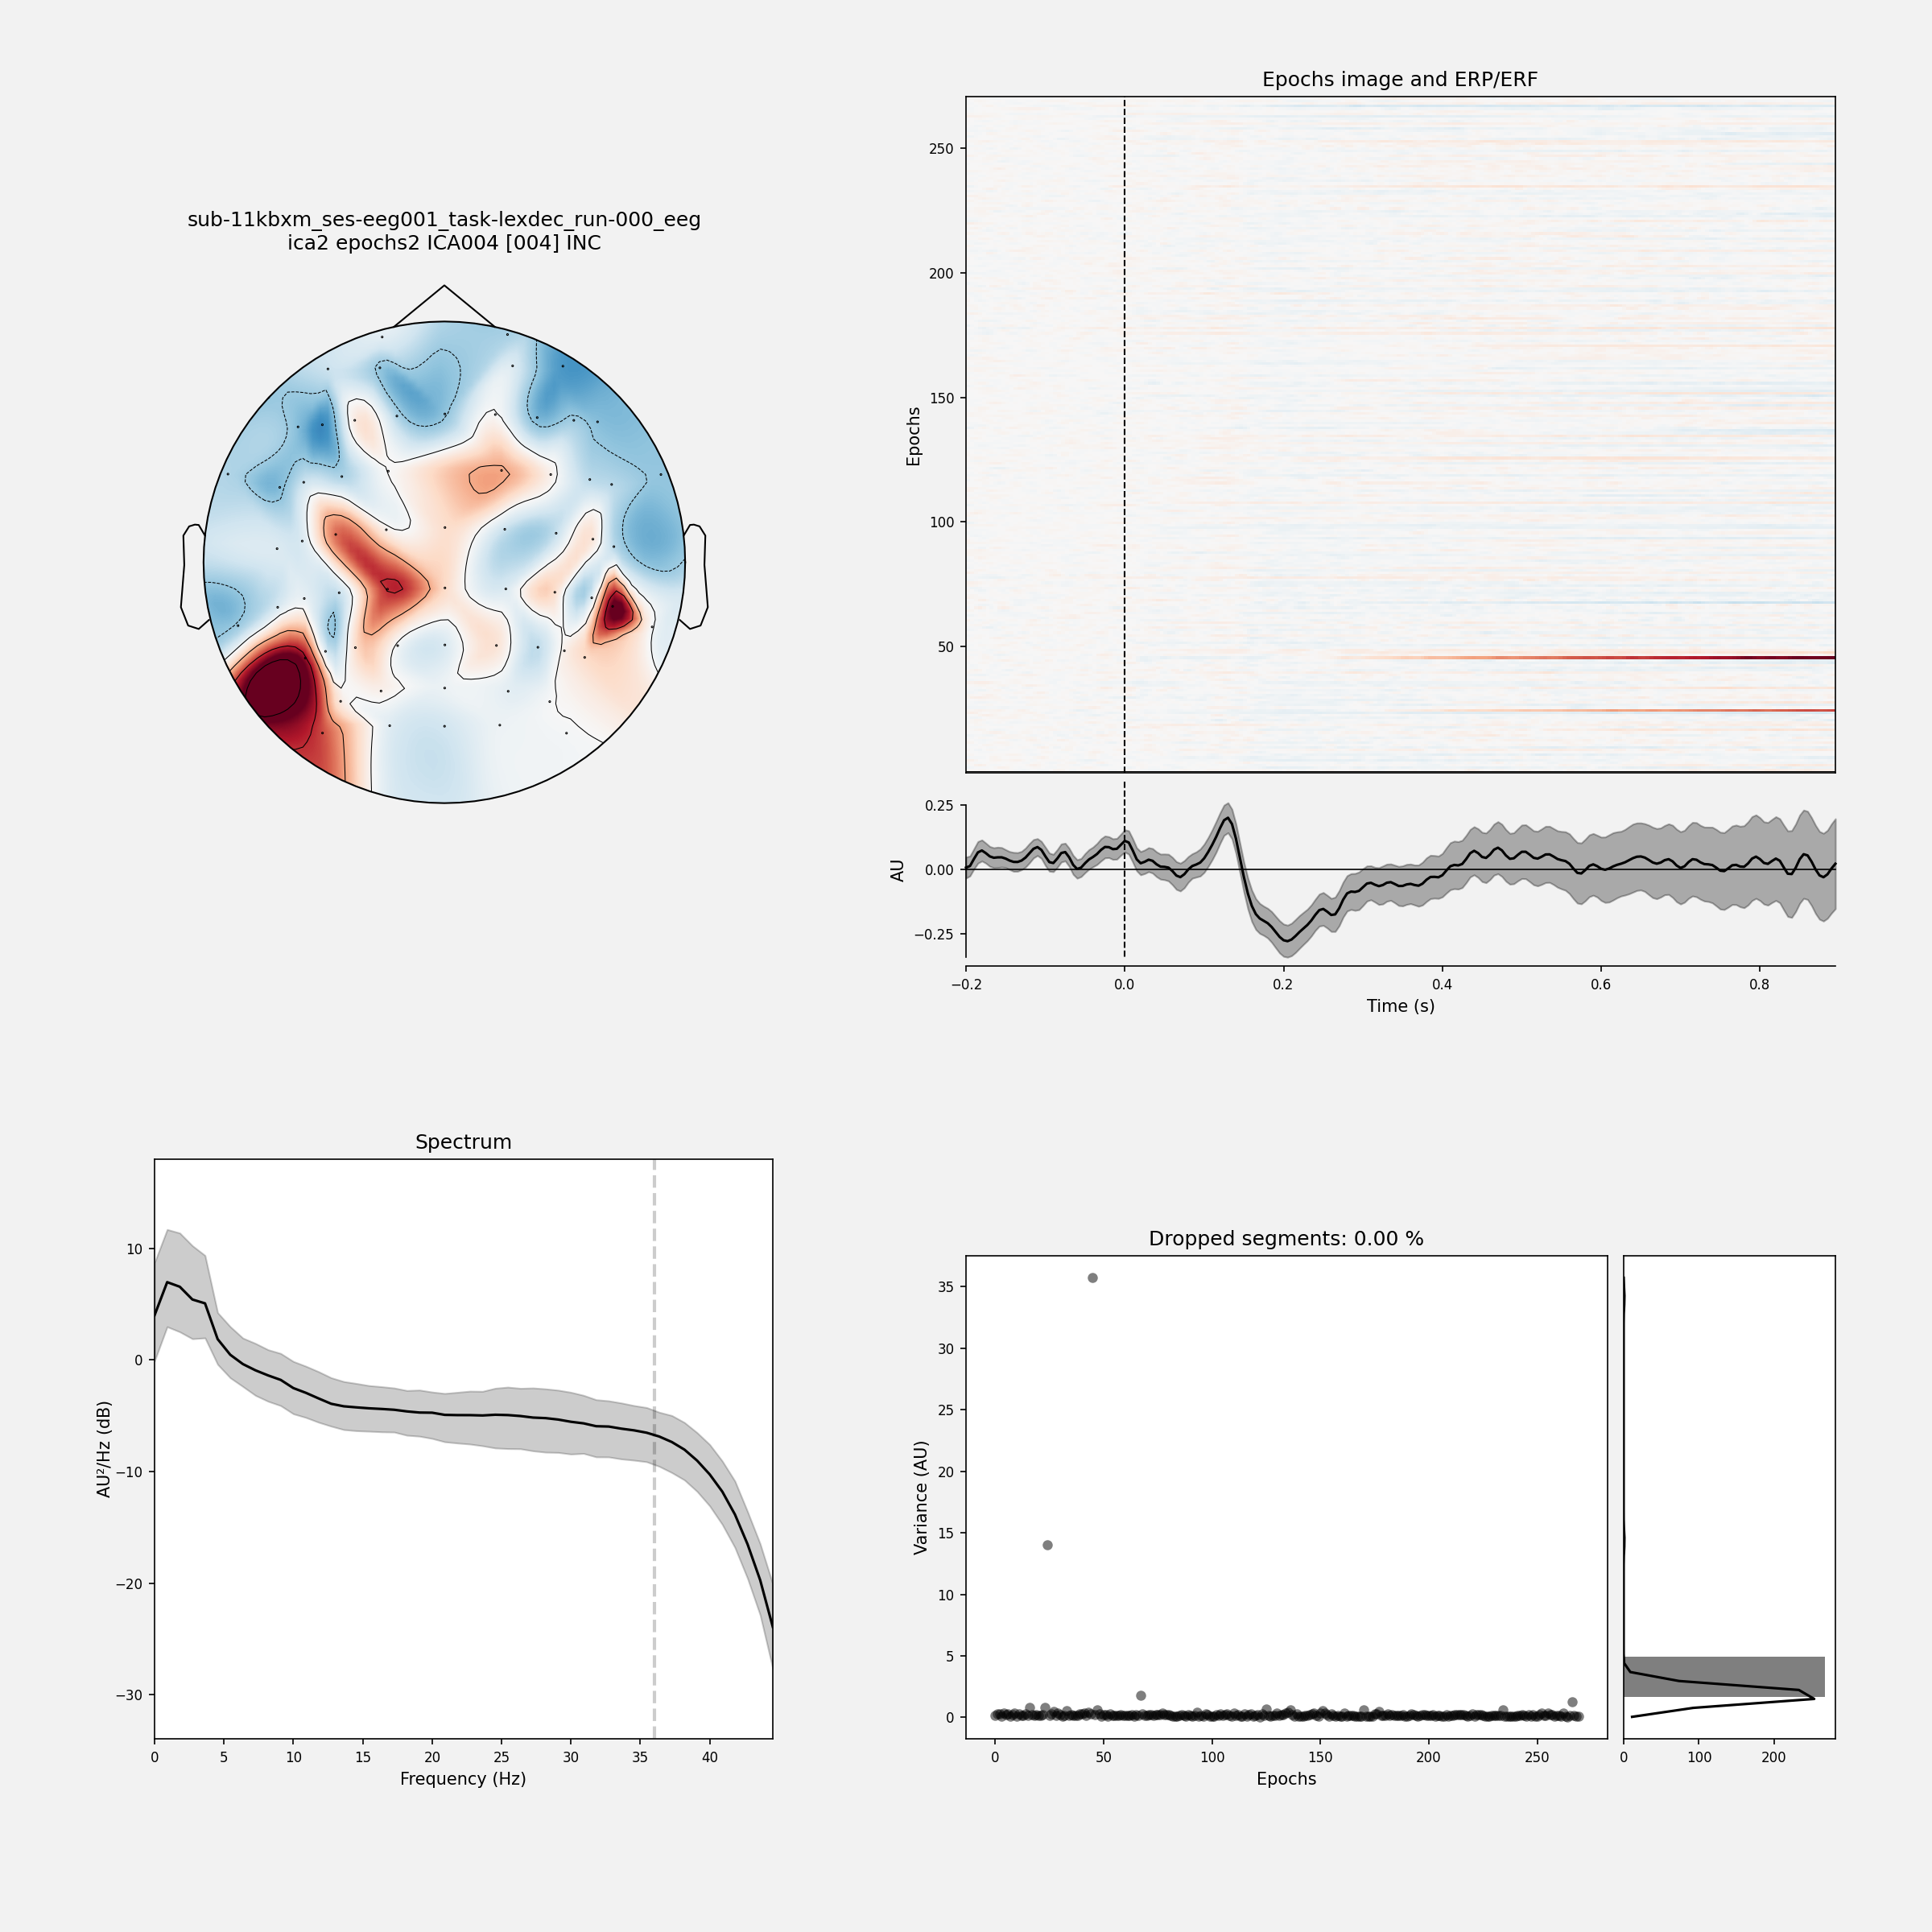 sub-11kbxm_ses-eeg001_task-lexdec_run-000_eeg
ica2 epochs2 ICA004 [004] INC
Epochs image and ERP/ERF
Epochs
250
200
150
100
50
AU
0.25
0.00
−0.25
−0.2 0.0 0.2 0.4 0.6 0.8
Time (s)
Spectrum
AU²/Hz (dB)
10
0
−10
−20
−30
0 5 10 15 20 25 30 35 40
Frequency (Hz)
Dropped segments: 0.00 %
Variance (AU)
35
30
25
20
15
10
5
0
0 50 100 150 200 250
Epochs
0 100 200